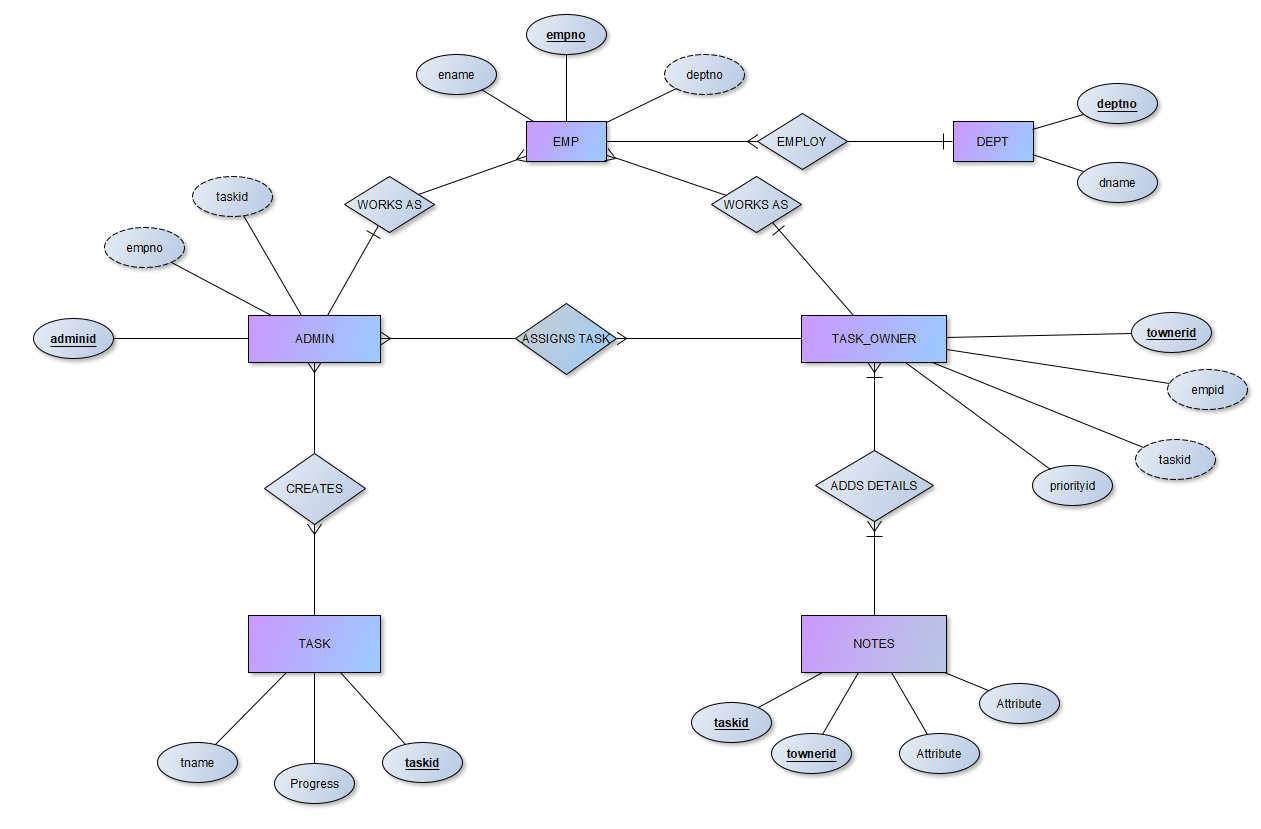 empno
ename
deptno
deptno
EMP
EMPLOY
DEPT
dname
taskid
WORKS AS
WORKS AS
empno
adminid
ADMIN
ASSIGNS TASK
TASK_OWNER
townerid
empid
taskid
priorityid
CREATES
ADDS DETAILS
TASK
NOTES
Attribute
taskid
townerid
Attribute
tname
Progress
taskid